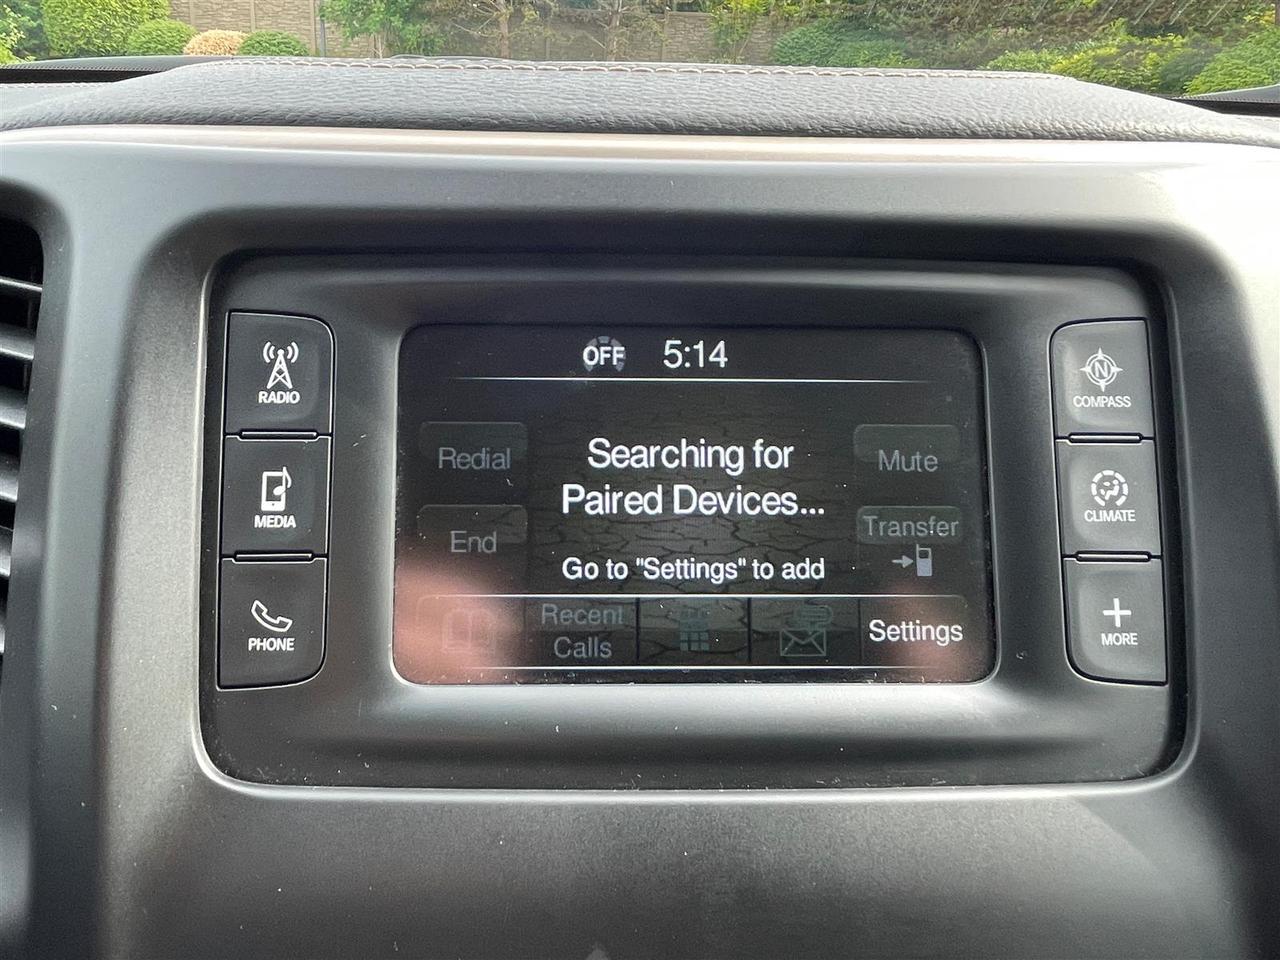 OFF 5:14
RADIO
MEDIA
PHONE
Redial
End
Searching for
Paired Devices...
Go to "Settings" to add
Mute
Transfer
Recent
Calls
Settings
N
COMPASS
CLIMATE
MORE